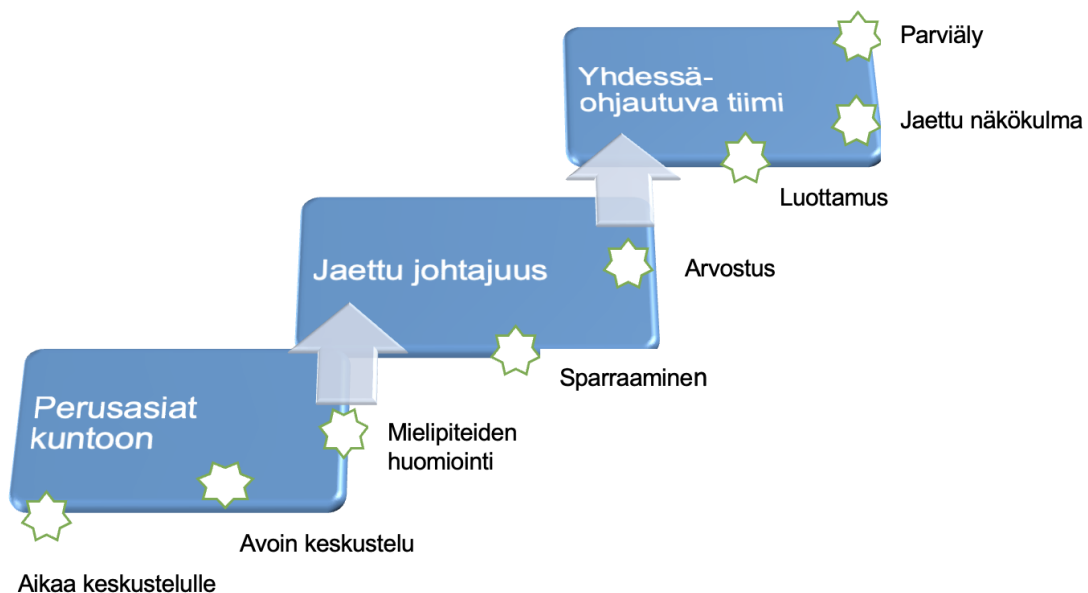 Parviäly
Yhdessä-
ohjautuva tiimi
Jaettu näkökulma
Luottamus
Jaettu johtajuus
Arvostus
Sparraaminen
Perusasiat
kuntoon
Mielipiteiden
huomiointi
Avoin keskustelu
Aikaa keskustelulle